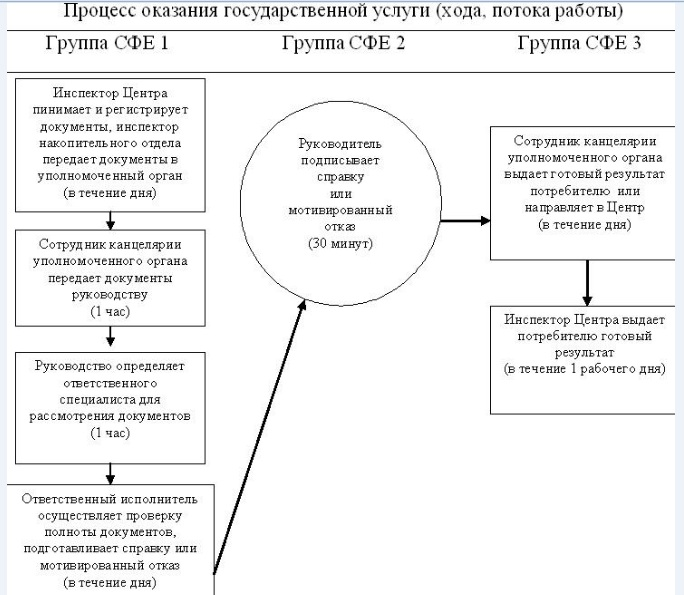 Процесс оказания государственной услуги (хода, потока работы)
Группа СФЕ 1
Группа СФЕ 2
Группа СФЕ 3
Инспектор Центра
пинимает и регистрирует
документы, инспектор
накопительного отдела
передает документы в
уполномоченный орган
(в течение дня)
Сотрудник канцелярии
уполномоченного органа
передает документы
руководству
(1 час)
Руководство определяет
ответственного
специалиста для
рассмотрения документов
(1 час)
Ответственный исполнитель
осуществляет проверку
полноты документов,
подготавливает справку или
мотивированный отказ
(в течение дня)
Руководитель
подписывает
справку
или
мотивированный
отказ
(30 минут)
Сотрудник канцелярии
уполномоченного органа
выдает готовый результат
потребителю или
направляет в Центр
(в течение дня)
Инспектор Центра выдает
потребителю готовый
результат
(в течение 1 рабочего дня)